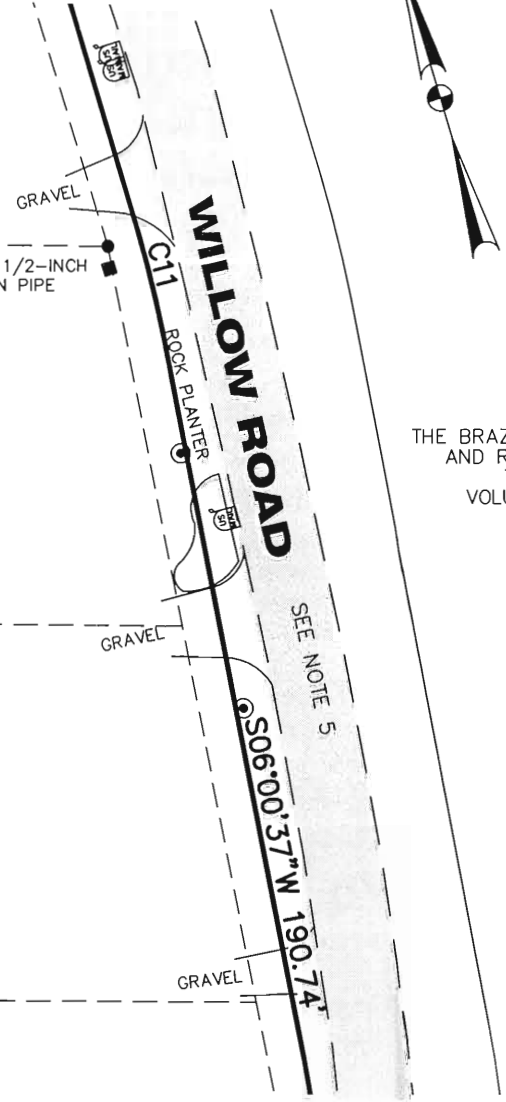 GRAVEL
1/2-INCH
N PIPE
C11
WILLOW ROAD
ROCK PLANTER
THE BRAZ
AND R
VOLU
US
GRAVEL
SEE NOTE 5
S06°00'37"W 190.74'
GRAVEL